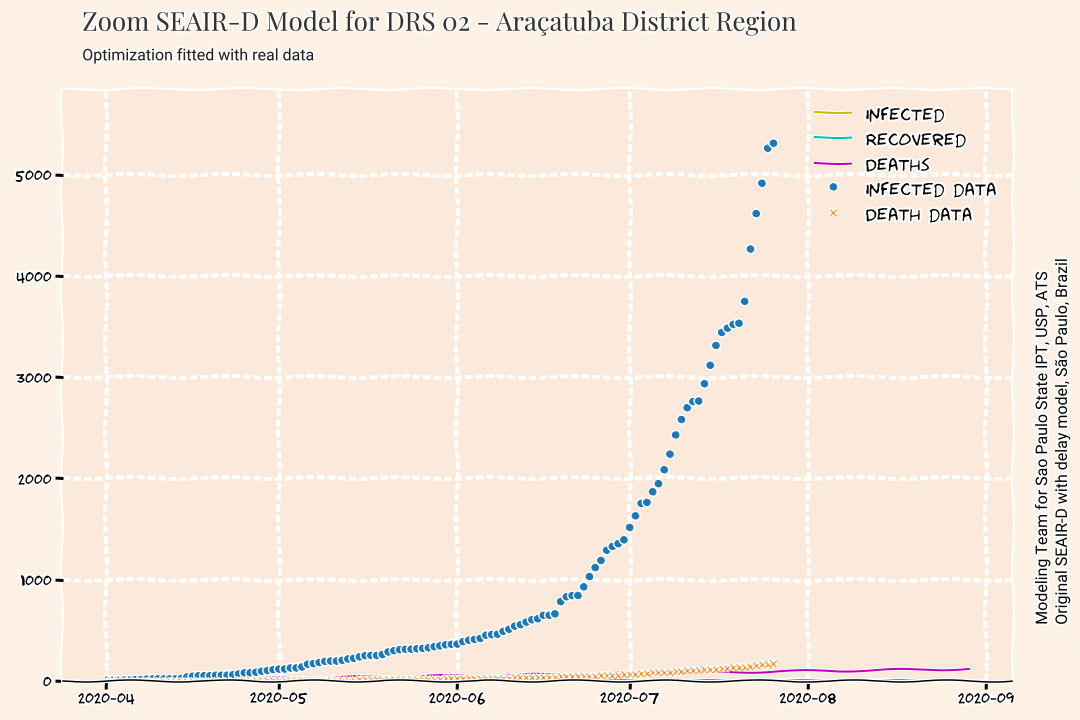 Zoom SEAIR-D Model for DRS 02 - Araçatuba District Region
Optimization fitted with real data
INFECTED
RECOVERED
DEATHS
INFECTED DATA
DEATH DATA
5000
4000
3000
2000
1000
0
2020-04
2020-05
2020-06
2020-07
2020-08
2020-09
Modeling Team for Sao Paulo State IPT, USP, ATS
Original SEAIR-D with delay model, São Paulo, Brazil